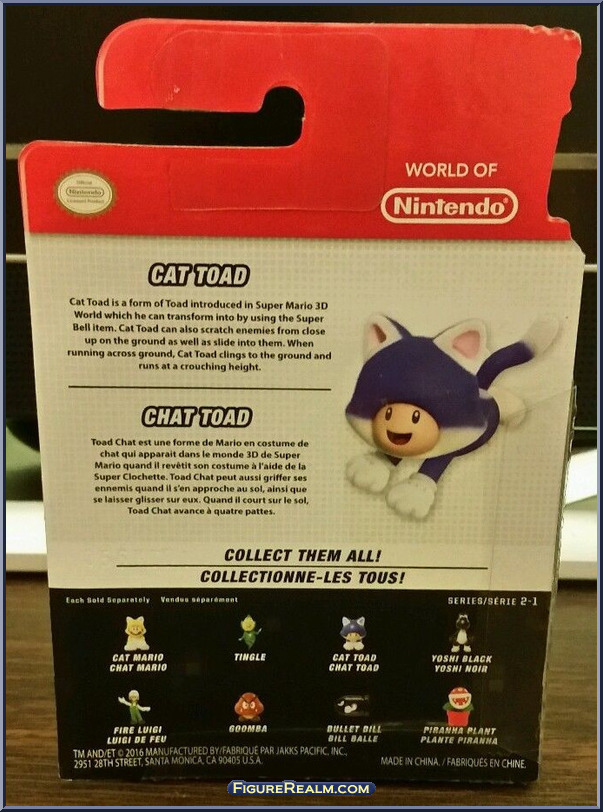 WORLD OF
Nintendo®
Official
Nintendo
Licensed Product
CAT TOAD
Cat Toad is a form of Toad introduced in Super Mario 3D
World which he can transform into by using the Super
Bell item. Cat Toad can also scratch enemies from close
up on the ground as well as slide into them. When
running across ground, Cat Toad clings to the ground and
runs at a crouching height.
CHAT TOAD
Toad Chat est une forme de Mario en costume de
chat qui apparait dans le monde 3D de Super
Mario quand il revêtit son costume à l'aide de la
Super Clochette. Toad Chat peut aussi griffer ses
ennemis quand il s'en approche au sol, ainsi que
se laisser glisser sur eux. Quand il court sur le sol,
Toad Chat avance à quatre pattes.
COLLECT THEM ALL!
COLLECTIONNE-LES TOUS!
Each Sold Separately Vendus séparément
SERIES/SÉRIE 2-1
CAT MARIO
CHAT MARIO
TINGLE
CAT TOAD
CHAT TOAD
YOSHI BLACK
YOSHI NOIR
FIRE LUIGI
LUIGI DE FEU
GOOMBA
BULLET BILL
BILL BALLE
PIRANHA PLANT
PLANTE PIRANHA
TM AND/ET © 2016 MANUFACTURED BY/FABRIQUÉ PAR JAKKS PACIFIC, INC.,
2951 28TH STREET, SANTA MONICA, CA 90405 U.S.A.
MADE IN CHINA. / FABRIQUÉS EN CHINE.
FIGUREREALM.COM